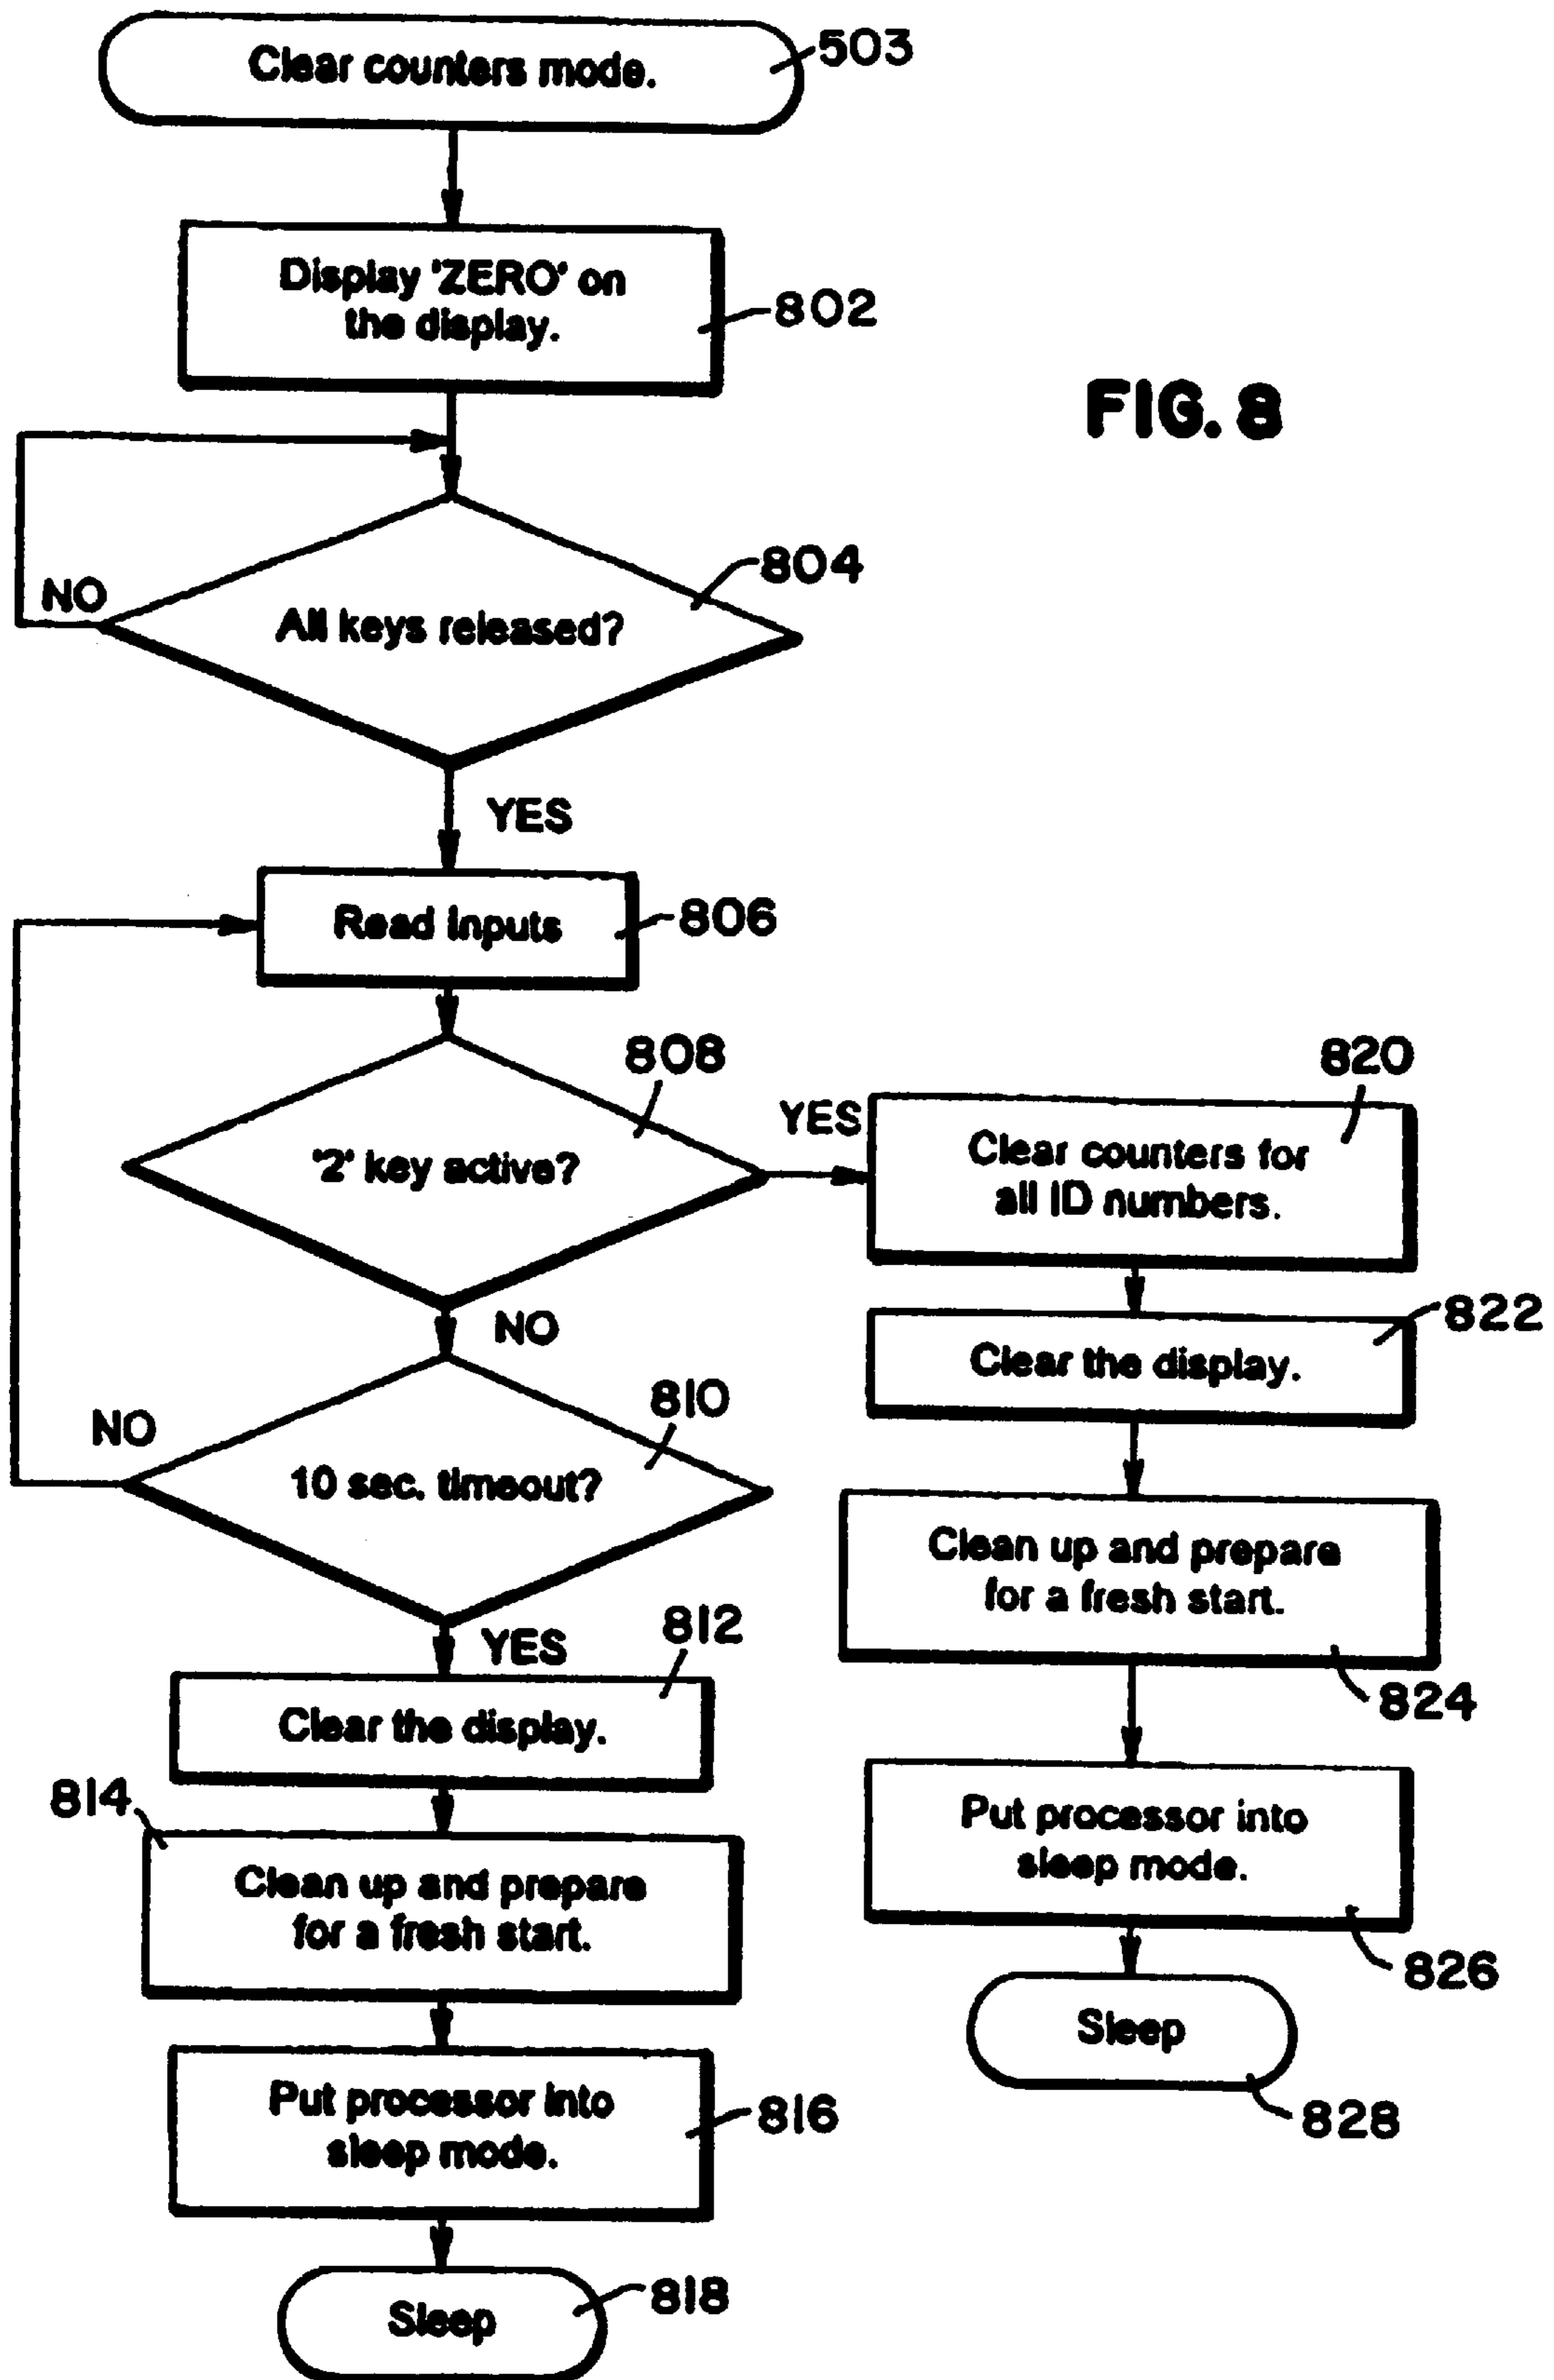 Clear counters mode.
503
Display 'ZERO' on
the display.
802
FIG. 8
804
NO
All keys released?
YES
Read inputs
806
808
'2' key active?
YES
820
Clear counters for
all ID numbers.
NO
822
Clear the display.
810
NO
10 sec. timeout?
Clean up and prepare
for a fresh start.
824
YES
812
Clear the display.
814
Clean up and prepare
for a fresh start.
Put processor into
sleep mode.
826
Sleep
828
Put processor into
sleep mode.
816
Sleep
818